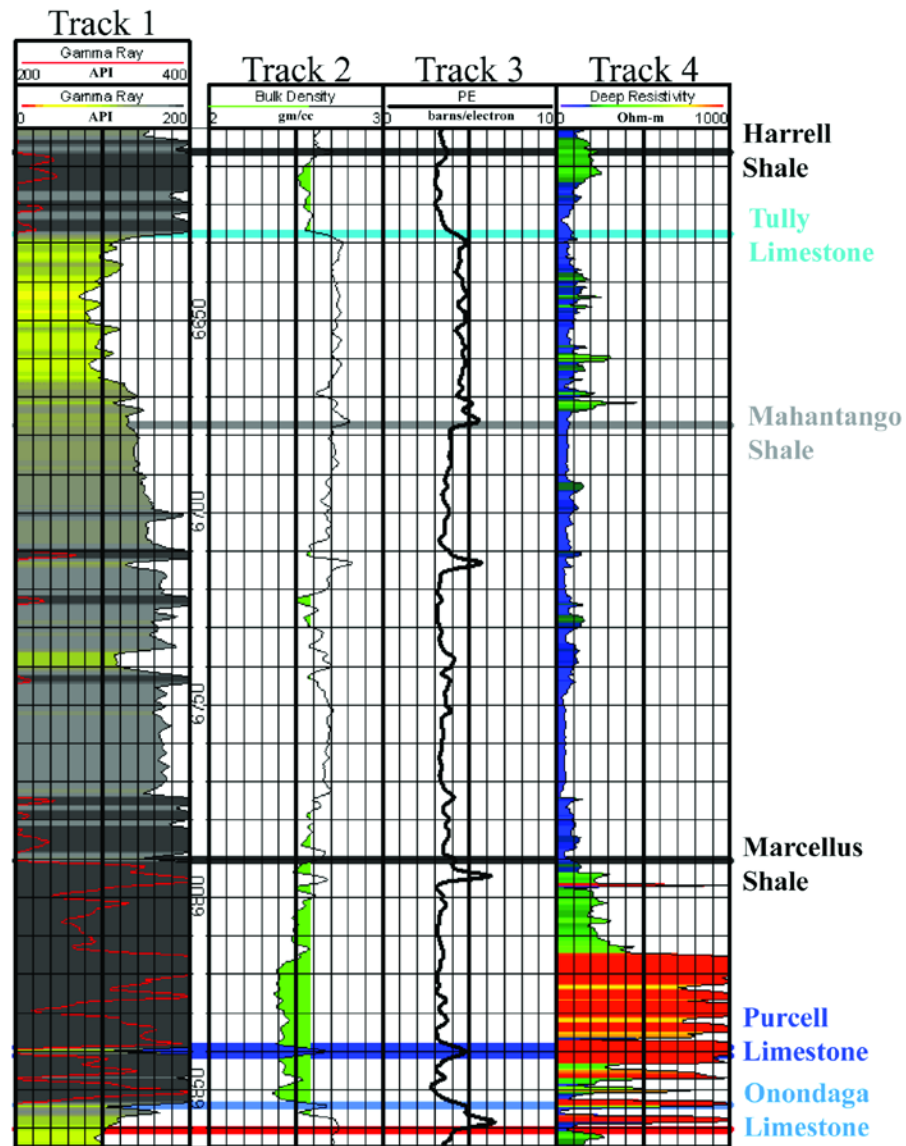 Track 1
Gamma Ray
200 API 400
Gamma Ray
0 API 200
Track 2
Bulk Density
2 gm/cc 3
Track 3
PE
0 barns/electron 10
Track 4
Deep Resistivity
0 Ohm-m 1000
Harrell
Shale
Tully
Limestone
6650
Mahantango
Shale
6700
6750
Marcellus
Shale
6800
Purcell
Limestone
6850
Onondaga
Limestone